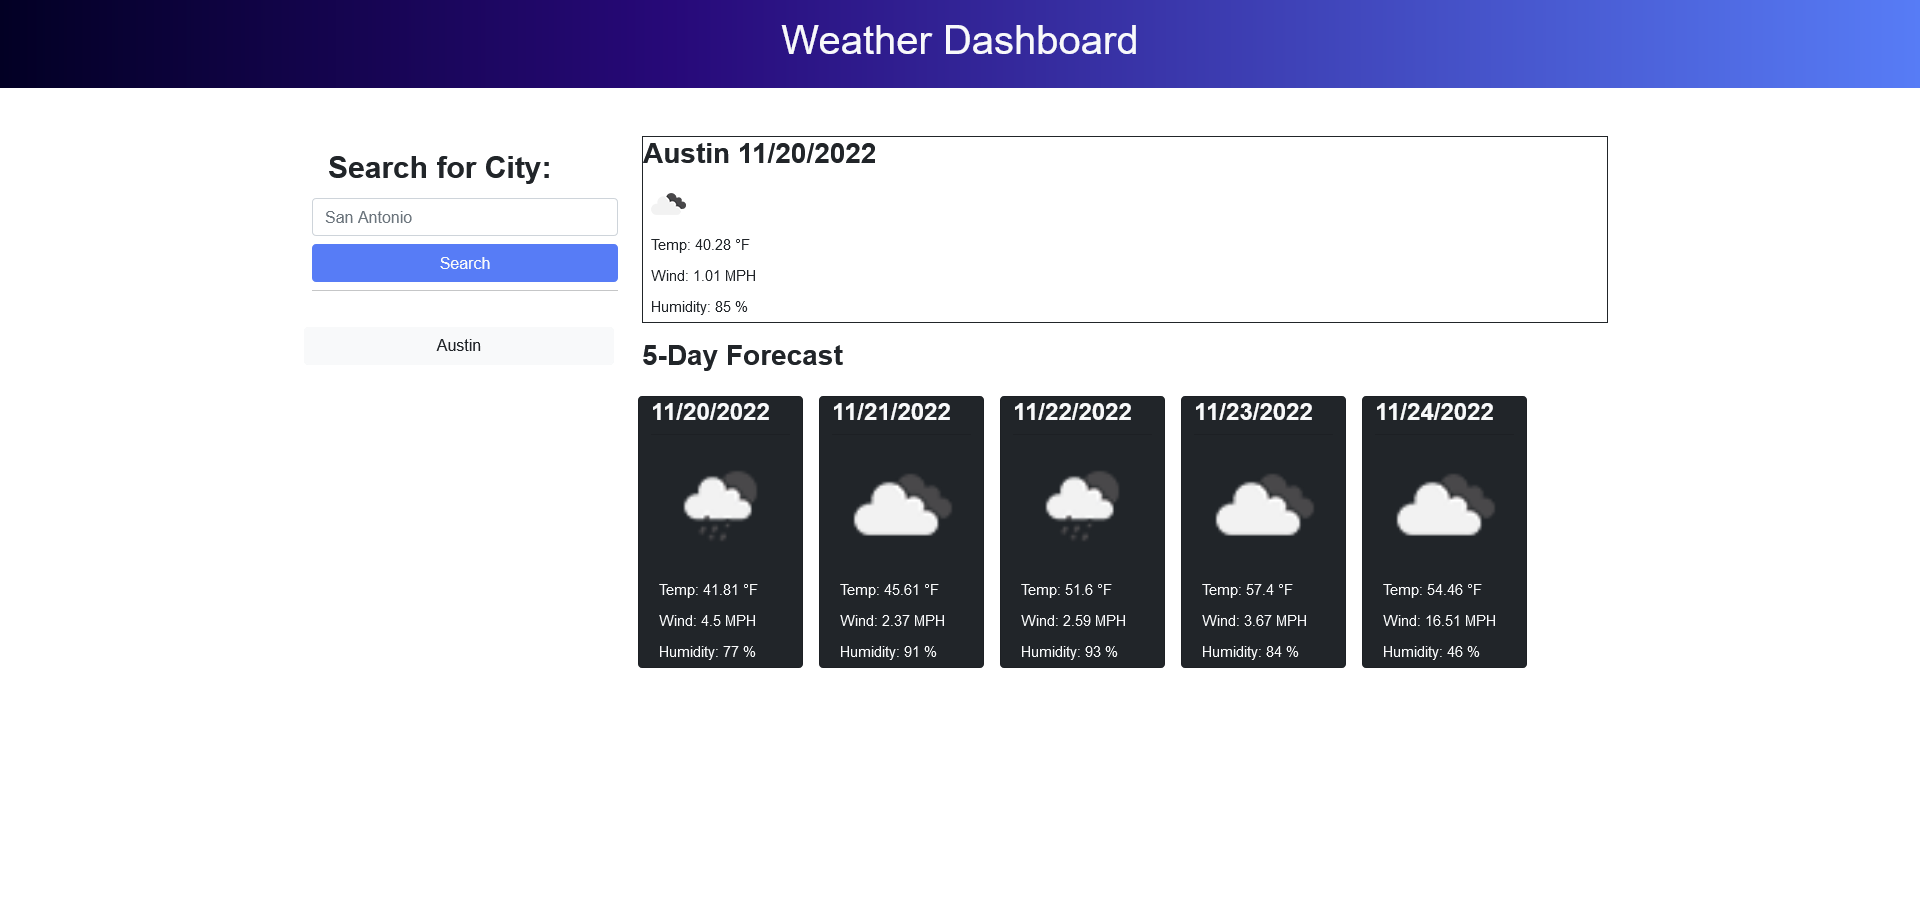 Weather Dashboard
Search for City:
San Antonio
Search
Austin
Austin 11/20/2022
Temp: 40.28 °F
Wind: 1.01 MPH
Humidity: 85 %
5-Day Forecast
11/20/2022
Temp: 41.81 °F
Wind: 4.5 MPH
Humidity: 77 %
11/21/2022
Temp: 45.61 °F
Wind: 2.37 MPH
Humidity: 91 %
11/22/2022
Temp: 51.6 °F
Wind: 2.59 MPH
Humidity: 93 %
11/23/2022
Temp: 57.4 °F
Wind: 3.67 MPH
Humidity: 84 %
11/24/2022
Temp: 54.46 °F
Wind: 16.51 MPH
Humidity: 46 %